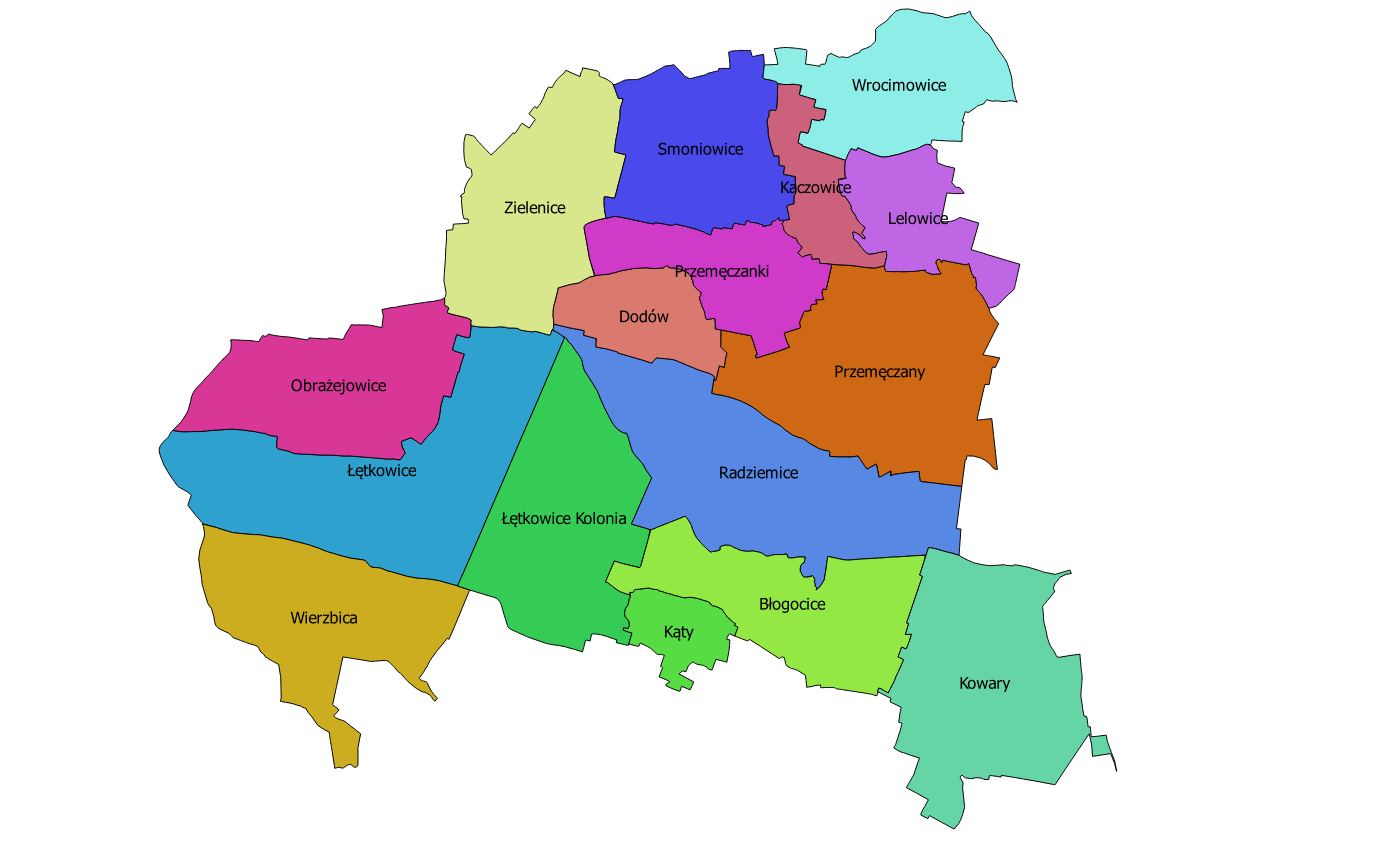 Wrocimowice
Smoniowice
Kaczowice
Zielenice
Lelowice
Przemęczanki
Dodów
Przemęczany
Obrażejowice
Łętkowice
Radziemice
Łętkowice Kolonia
Błogocice
Wierzbica
Kąty
Kowary